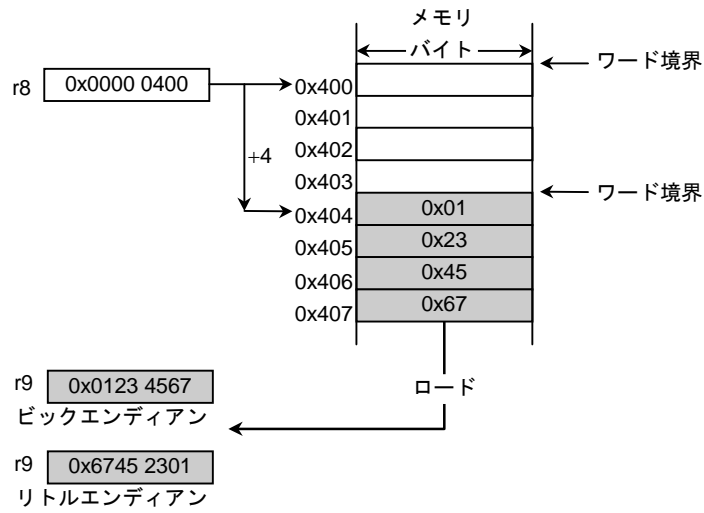 メモリ
バイト
ワード境界
r8 0x0000 0400
0x400
0x401
0x402
+4
0x403
ワード境界
0x404 0x01
0x405 0x23
0x406 0x45
0x407 0x67
ロード
r9 0x0123 4567
ビックエンディアン
r9 0x6745 2301
リトルエンディアン